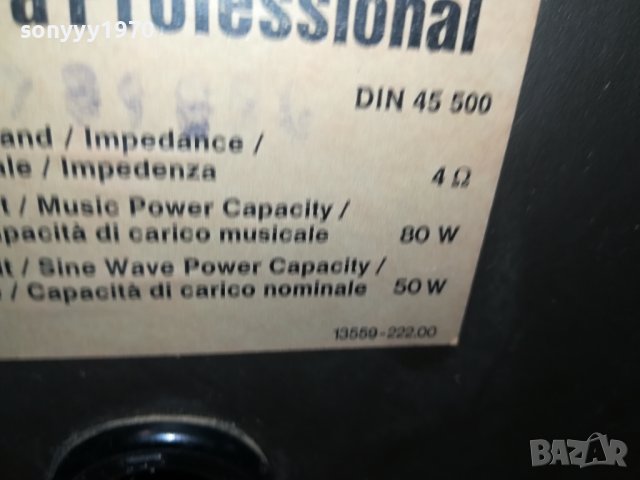 sonyyy1970
a Professional
DIN 45 500
and / Impedance /
ale / Impedenza 4 Ω
t / Music Power Capacity /
apacità di carico musicale 80 W
it / Sine Wave Power Capacity /
/ Capacità di carico nominale 50 W
13559-222.00
BAZAR